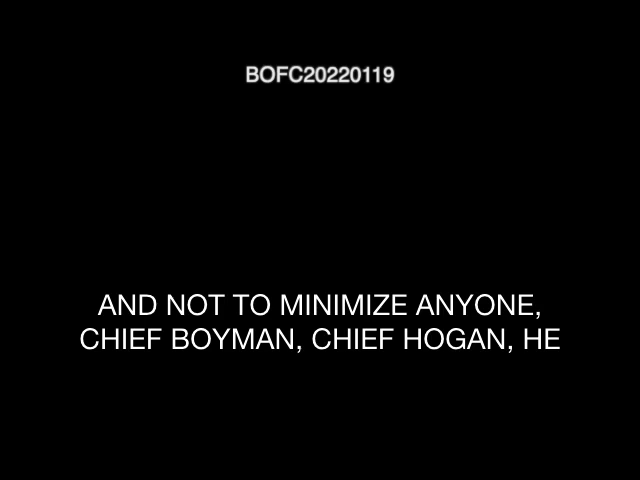 BOFC20220119
AND NOT TO MINIMIZE ANYONE,
CHIEF BOYMAN, CHIEF HOGAN, HE